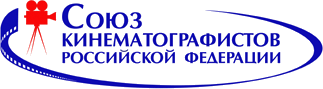 Союз
кинематографистов
российской федерации